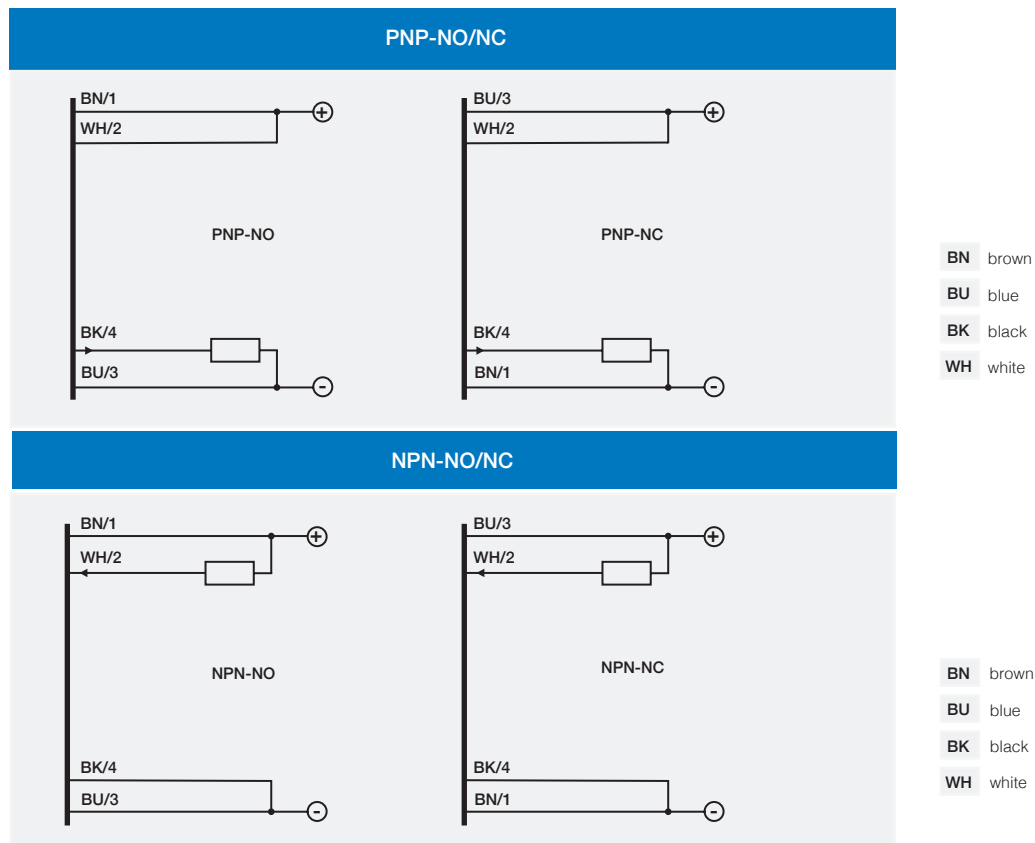 PNP-NO/NC
BN/1
WH/2
PNP-NO
BK/4
BU/3
+
-
BU/3
WH/2
PNP-NC
BK/4
BN/1
+
-
BN brown
BU blue
BK black
WH white
NPN-NO/NC
BN/1
WH/2
NPN-NO
BK/4
BU/3
+
-
BU/3
WH/2
NPN-NC
BK/4
BN/1
+
-
BN brown
BU blue
BK black
WH white